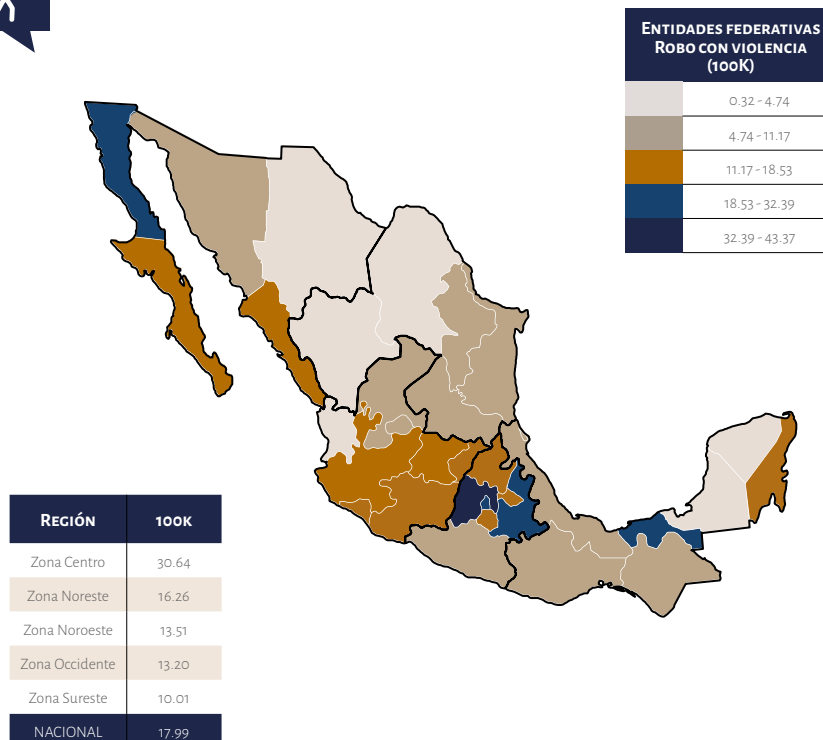 Entidades federativas
Robo con violencia
(100K)
0.32 - 4.74
4.74 - 11.17
11.17 - 18.53
18.53 - 32.39
32.39 - 43.37
Región 100K
Zona Centro 30.64
Zona Noreste 16.26
Zona Noroeste 13.51
Zona Occidente 13.20
Zona Sureste 10.01
NACIONAL 17.99